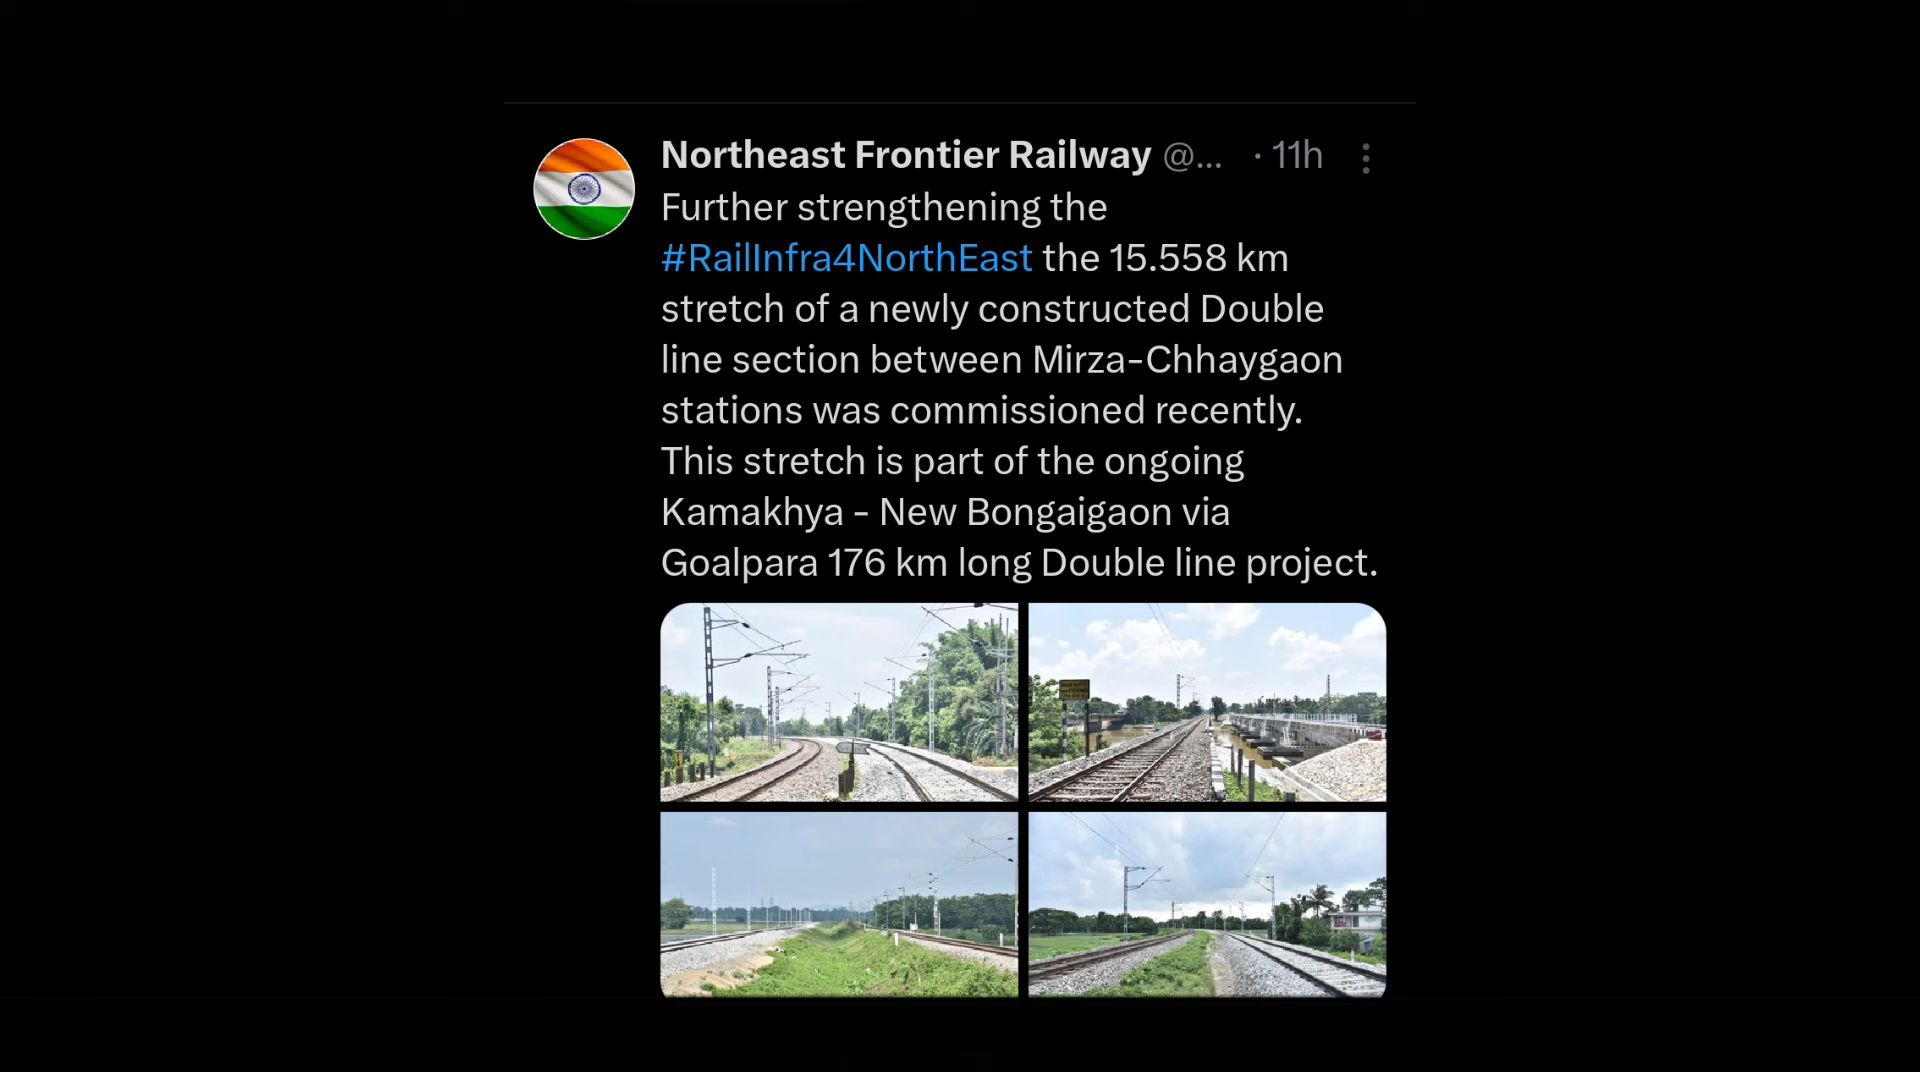 Northeast Frontier Railway @... · 11h
Further strengthening the
#RailInfra4NorthEast the 15.558 km
stretch of a newly constructed Double
line section between Mirza-Chhaygaon
stations was commissioned recently.
This stretch is part of the ongoing
Kamakhya - New Bongaigaon via
Goalpara 176 km long Double line project.